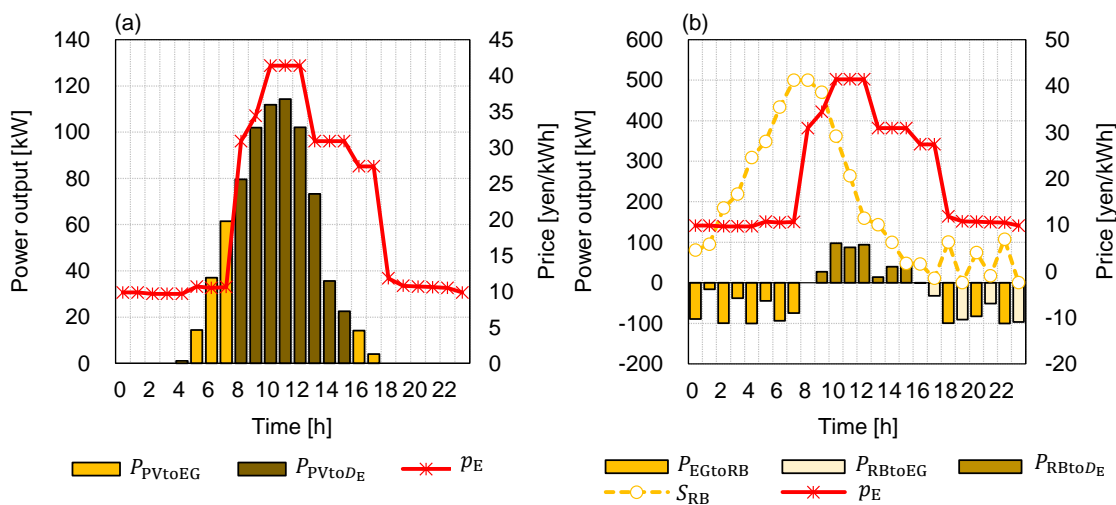 (a)
140
120
100
80
60
40
20
0
Power output [kW]
45
40
35
30
25
20
15
10
5
0
Price [yen/kWh]
0 2 4 6 8 10 12 14 16 18 20 22
Time [h]
P_PVtoEG P_PVtoD_E p_E
(b)
600
500
400
300
200
100
0
-100
-200
Power output [kW]
50
40
30
20
10
0
-10
-20
Price [yen/kWh]
0 2 4 6 8 10 12 14 16 18 20 22
Time [h]
P_EGtoRB P_RBtoEG P_RBtoD_E
S_RB p_E